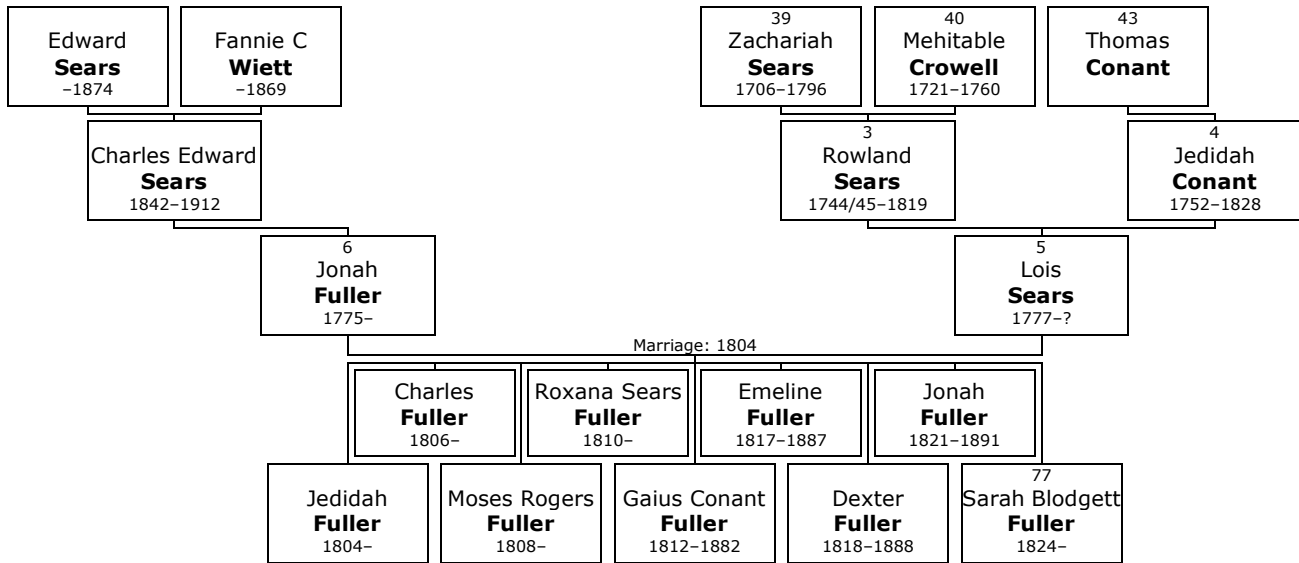 Edward
Sears
–1874
Fannie C
Wiett
–1869
39
Zachariah
Sears
1706–1796
40
Mehitable
Crowell
1721–1760
43
Thomas
Conant
Charles Edward
Sears
1842–1912
3
Rowland
Sears
1744/45–1819
4
Jedidah
Conant
1752–1828
6
Jonah
Fuller
1775–
5
Lois
Sears
1777–?
Marriage: 1804
Charles
Fuller
1806–
Roxana Sears
Fuller
1810–
Emeline
Fuller
1817–1887
Jonah
Fuller
1821–1891
Jedidah
Fuller
1804–
Moses Rogers
Fuller
1808–
Gaius Conant
Fuller
1812–1882
Dexter
Fuller
1818–1888
77
Sarah Blodgett
Fuller
1824–